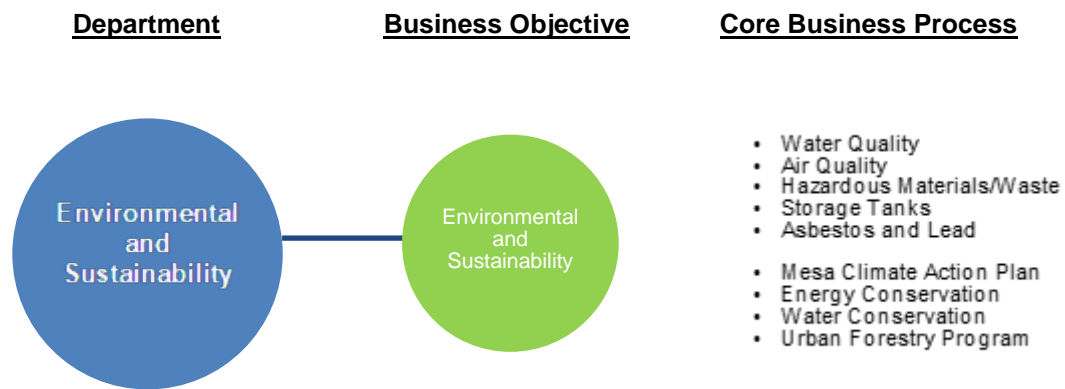 Department
Business Objective
Core Business Process
Environmental
and
Sustainability
Environmental
and
Sustainability
• Water Quality
• Air Quality
• Hazardous Materials/Waste
• Storage Tanks
• Asbestos and Lead
• Mesa Climate Action Plan
• Energy Conservation
• Water Conservation
• Urban Forestry Program